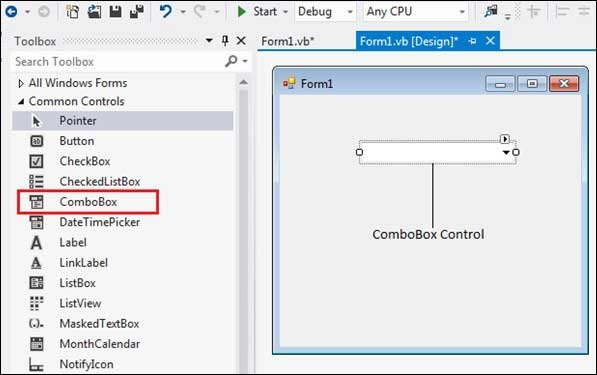 Start Debug Any CPU
Toolbox
Form1.vb*
Form1.vb [Design]*
Search Toolbox
All Windows Forms
Common Controls
Pointer
Button
CheckBox
CheckedListBox
ComboBox
DateTimePicker
Label
LinkLabel
ListBox
ListView
MaskedTextBox
MonthCalendar
NotifyIcon
Form1
ComboBox Control